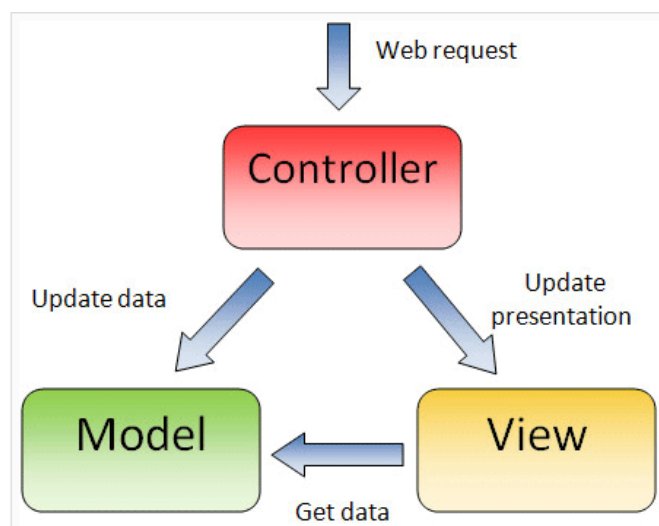 Web request
Controller
Update data
Update
presentation
Model
View
Get data